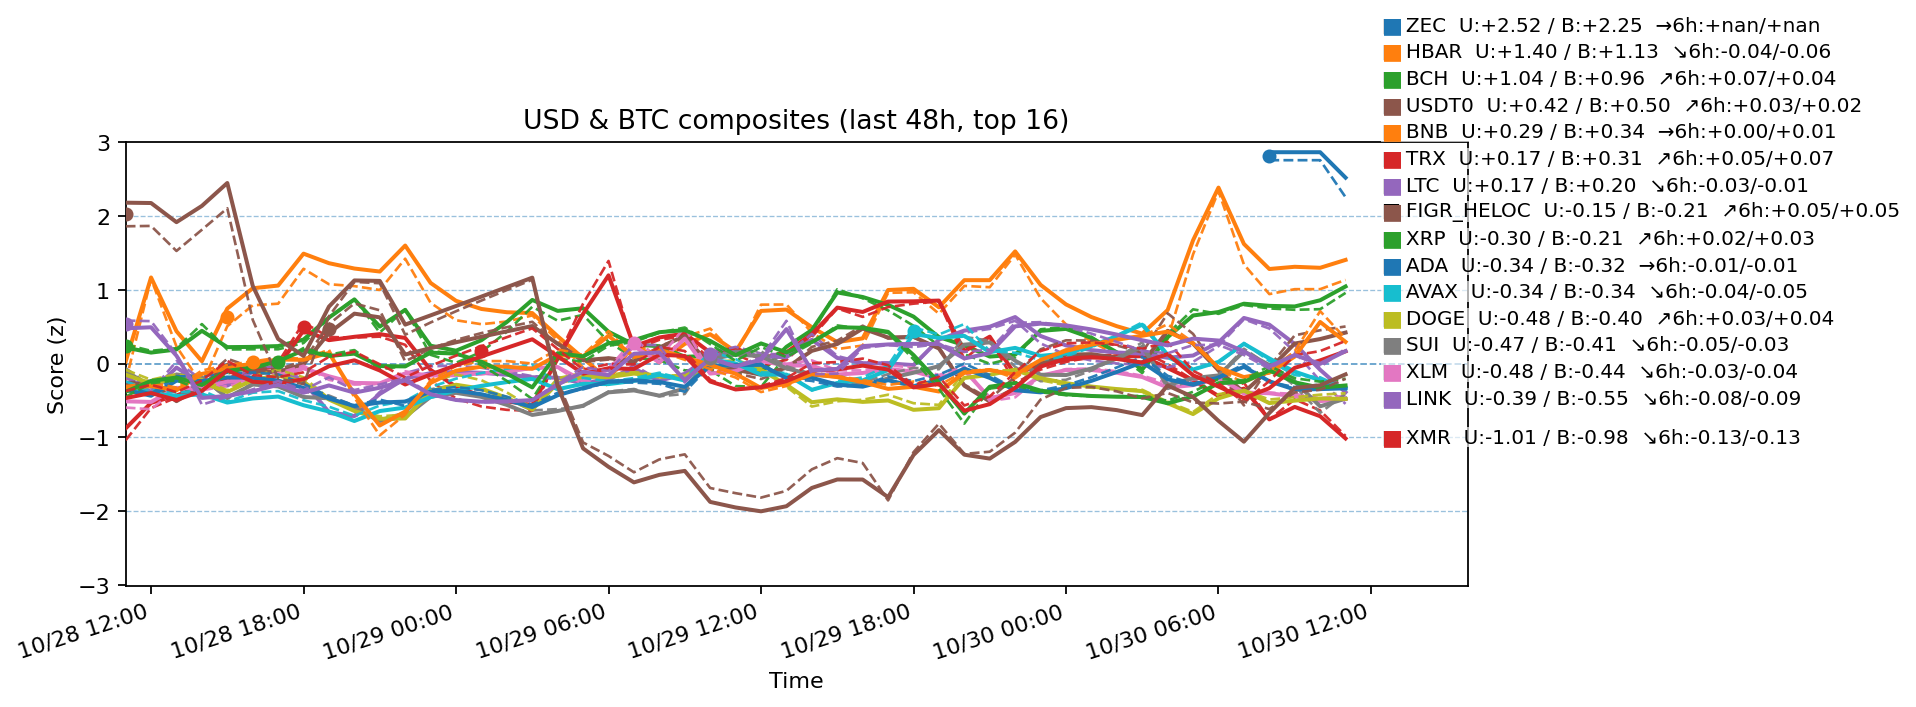 ZEC U:+2.52 / B:+2.25 →6h:+nan/+nan
HBAR U:+1.40 / B:+1.13 ↘6h:-0.04/-0.06
BCH U:+1.04 / B:+0.96 ↗6h:+0.07/+0.04
USDT0 U:+0.42 / B:+0.50 ↗6h:+0.03/+0.02
BNB U:+0.29 / B:+0.34 →6h:+0.00/+0.01
TRX U:+0.17 / B:+0.31 ↗6h:+0.05/+0.07
LTC U:+0.17 / B:+0.20 ↘6h:-0.03/-0.01
FIGR_HELOC U:-0.15 / B:-0.21 ↗6h:+0.05/+0.05
XRP U:-0.30 / B:-0.21 ↗6h:+0.02/+0.03
ADA U:-0.34 / B:-0.32 →6h:-0.01/-0.01
AVAX U:-0.34 / B:-0.34 ↘6h:-0.04/-0.05
DOGE U:-0.48 / B:-0.40 ↗6h:+0.03/+0.04
SUI U:-0.47 / B:-0.41 ↘6h:-0.05/-0.03
XLM U:-0.48 / B:-0.44 ↘6h:-0.03/-0.04
LINK U:-0.39 / B:-0.55 ↘6h:-0.08/-0.09
XMR U:-1.01 / B:-0.98 ↘6h:-0.13/-0.13
USD & BTC composites (last 48h, top 16)
Score (z)
3
2
1
0
−1
−2
−3
10/28 12:00
10/28 18:00
10/29 00:00
10/29 06:00
10/29 12:00
10/29 18:00
10/30 00:00
10/30 06:00
10/30 12:00
Time